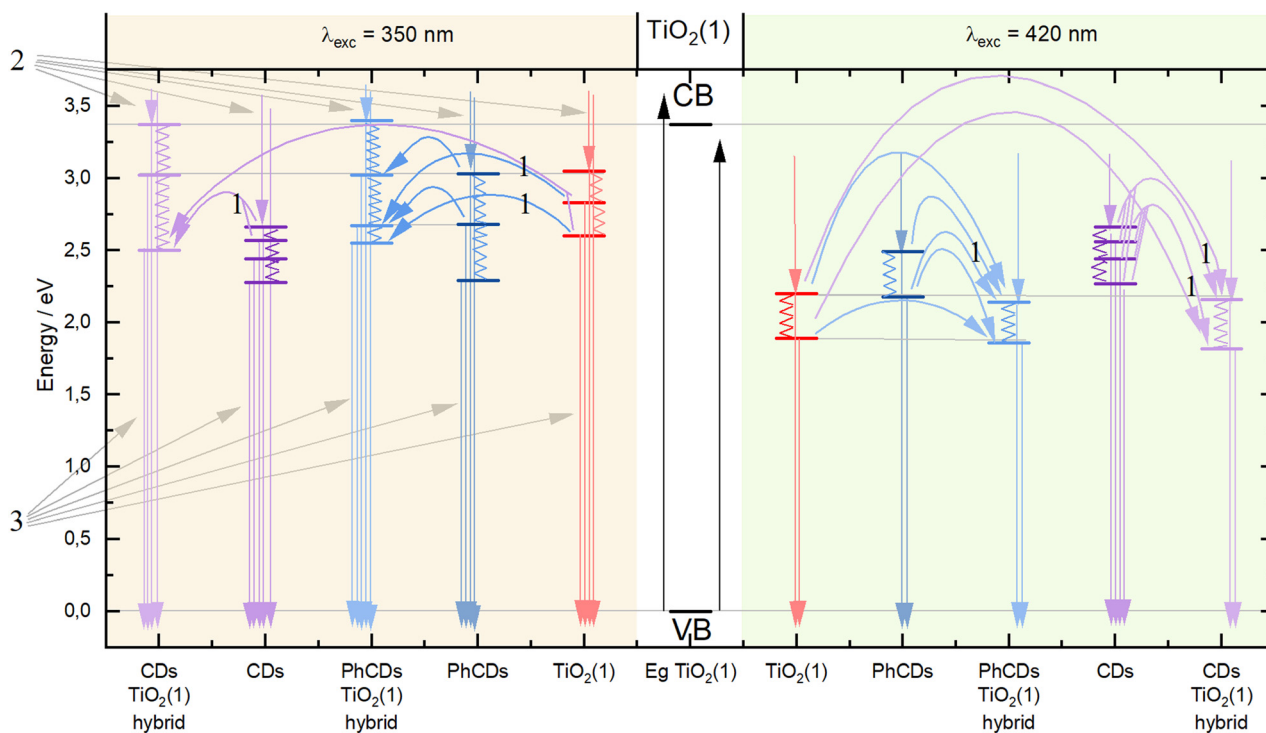 λexc = 350 nm
TiO2(1)
λexc = 420 nm
2
CB
3,5
3,0
2,5
2,0
1,5
1,0
0,5
0,0
Energy / eV
1
1
1
1
1
1
3
VB
CDs
TiO2(1)
hybrid
CDs
PhCDs
TiO2(1)
hybrid
PhCDs
TiO2(1)
Eg TiO2(1)
TiO2(1)
PhCDs
PhCDs
TiO2(1)
hybrid
CDs
CDs
TiO2(1)
hybrid